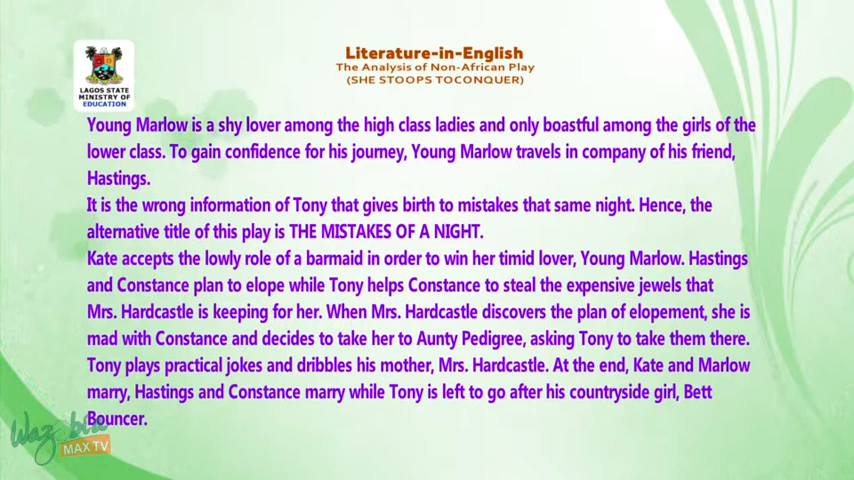 Literature-in-English
The Analysis of Non-African Play
(SHE STOOPS TOCONQUER)
LAGOS STATE
MINISTRY OF
EDUCATION
Young Marlow is a shy lover among the high class ladies and only boastful among the girls of the
lower class. To gain confidence for his journey, Young Marlow travels in company of his friend,
Hastings.
It is the wrong information of Tony that gives birth to mistakes that same night. Hence, the
alternative title of this play is THE MISTAKES OF A NIGHT.
Kate accepts the lowly role of a barmaid in order to win her timid lover, Young Marlow. Hastings
and Constance plan to elope while Tony helps Constance to steal the expensive jewels that
Mrs. Hardcastle is keeping for her. When Mrs. Hardcastle discovers the plan of elopement, she is
mad with Constance and decides to take her to Aunty Pedigree, asking Tony to take them there.
Tony plays practical jokes and dribbles his mother, Mrs. Hardcastle. At the end, Kate and Marlow
marry, Hastings and Constance marry while Tony is left to go after his countryside girl, Bett
Bouncer.
Wazobia
MAX TV